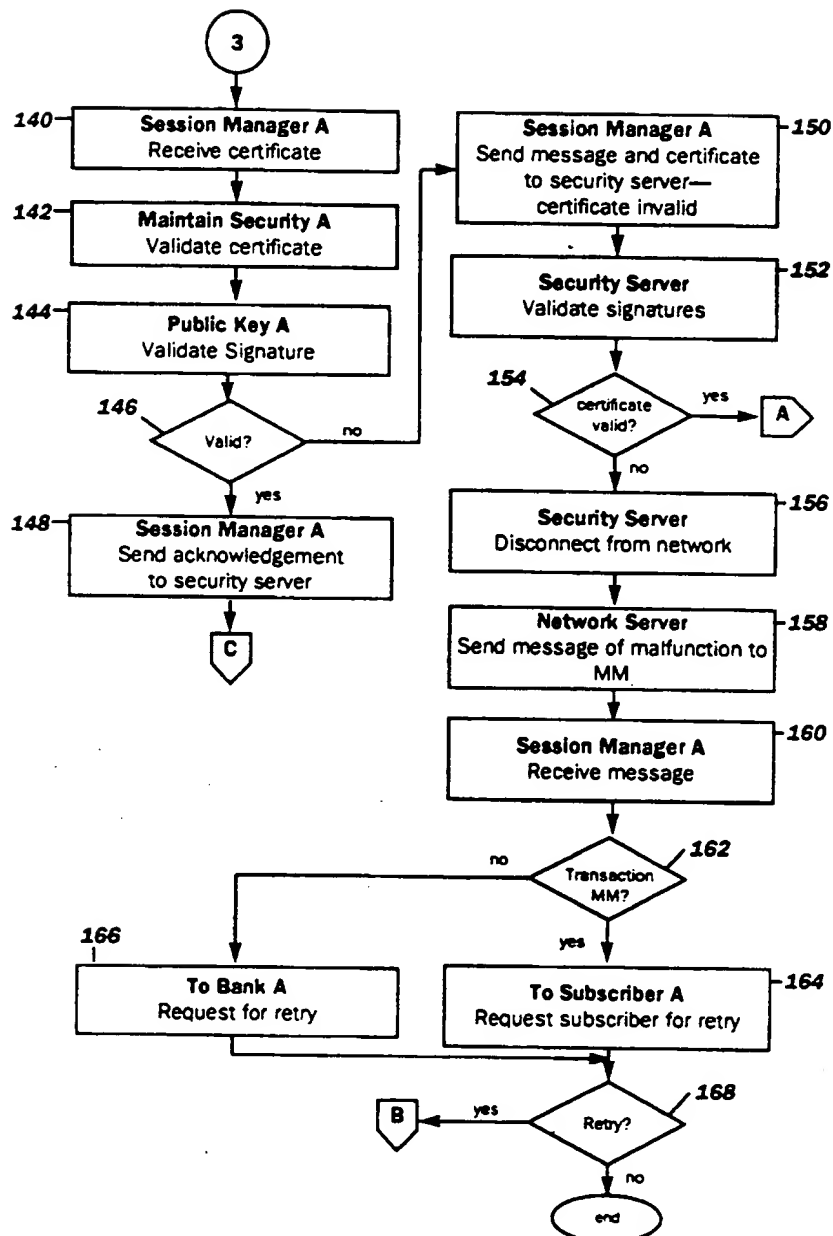 3
140
Session Manager A
Receive certificate
142
Maintain Security A
Validate certificate
144
Public Key A
Validate Signature
146
Valid?
no
yes
148
Session Manager A
Send acknowledgement
to security server
C
150
Session Manager A
Send message and certificate
to security server—
certificate invalid
152
Security Server
Validate signatures
154
certificate
valid?
yes
A
no
156
Security Server
Disconnect from network
158
Network Server
Send message of malfunction to
MM
160
Session Manager A
Receive message
162
Transaction
MM?
no
yes
166
To Bank A
Request for retry
164
To Subscriber A
Request subscriber for retry
168
Retry?
yes
B
no
end